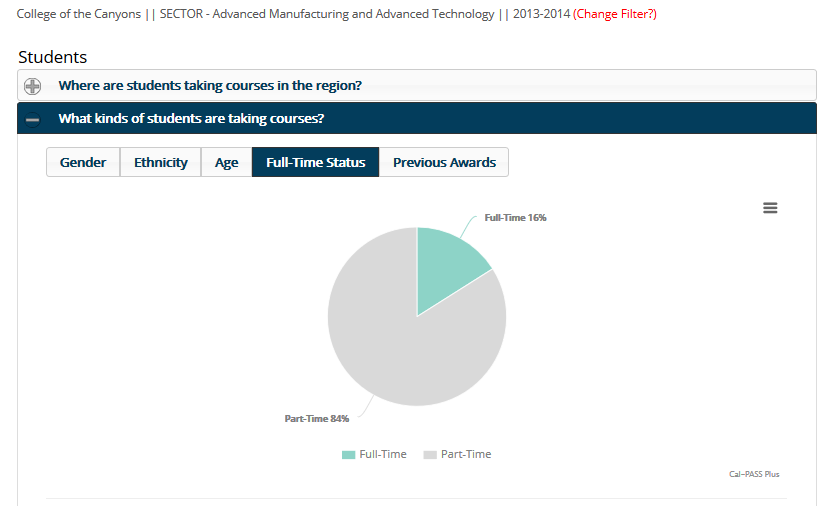 College of the Canyons || SECTOR - Advanced Manufacturing and Advanced Technology || 2013-2014 (Change Filter?)
Students
Where are students taking courses in the region?
What kinds of students are taking courses?
Gender Ethnicity Age Full-Time Status Previous Awards
Full-Time 16%
Part-Time 84%
Full-Time Part-Time
Cal-PASS Plus